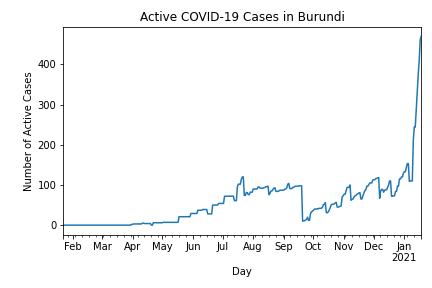 Active COVID-19 Cases in Burundi
Number of Active Cases
400
300
200
100
0
Feb Mar Apr May Jun Jul Aug Sep Oct Nov Dec Jan
2021
Day